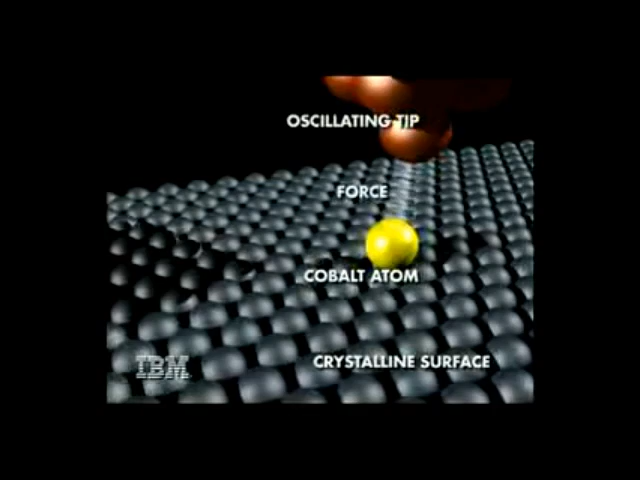 OSCILLATING TIP
FORCE
COBALT ATOM
CRYSTALLINE SURFACE
IBM